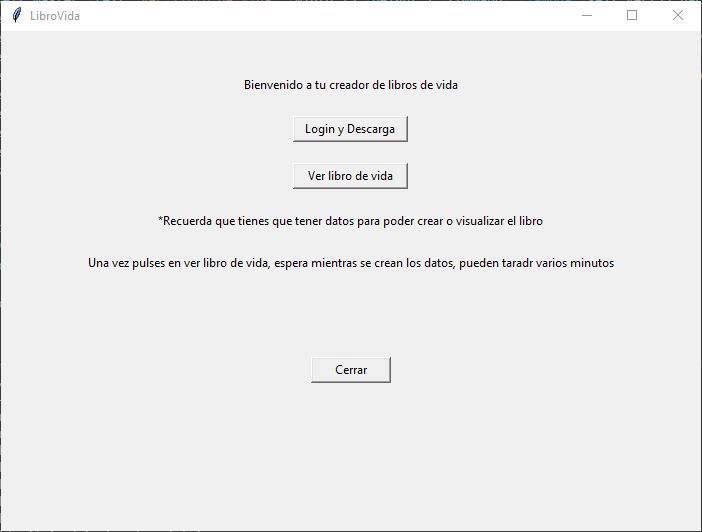 LibroVida
Bienvenido a tu creador de libros de vida
Login y Descarga
Ver libro de vida
*Recuerda que tienes que tener datos para poder crear o visualizar el libro
Una vez pulses en ver libro de vida, espera mientras se crean los datos, pueden taradr varios minutos
Cerrar